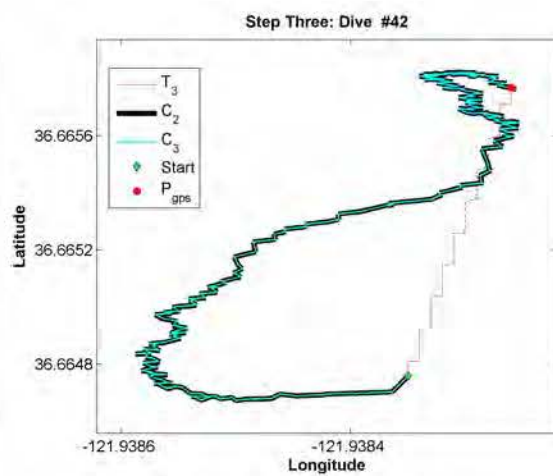 Step Three: Dive #42
T3
C2
C3
Start
Pgps
36.6656
36.6652
36.6648
Latitude
-121.9386
-121.9384
Longitude